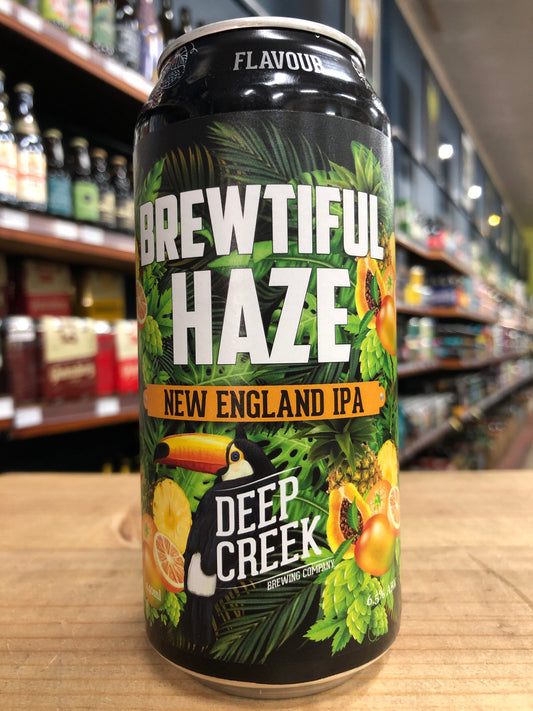 FLAVOUR
BREWTIFUL
HAZE
NEW ENGLAND IPA
DEEP
CREEK
BREWING COMPANY